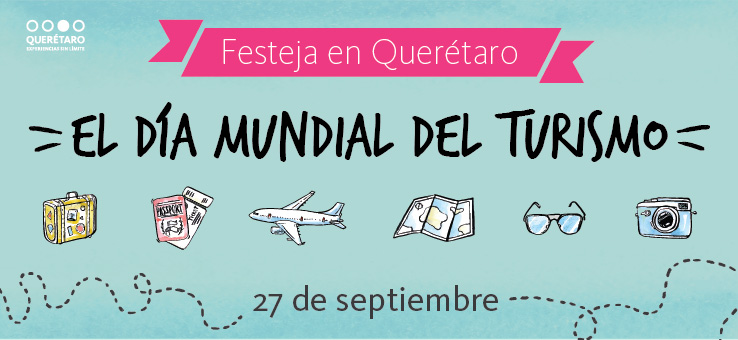 QUERÉTARO
EXPERIENCIAS SIN LÍMITE
Festeja en Querétaro
EL DÍA MUNDIAL DEL TURISMO
PASSPORT
27 de septiembre